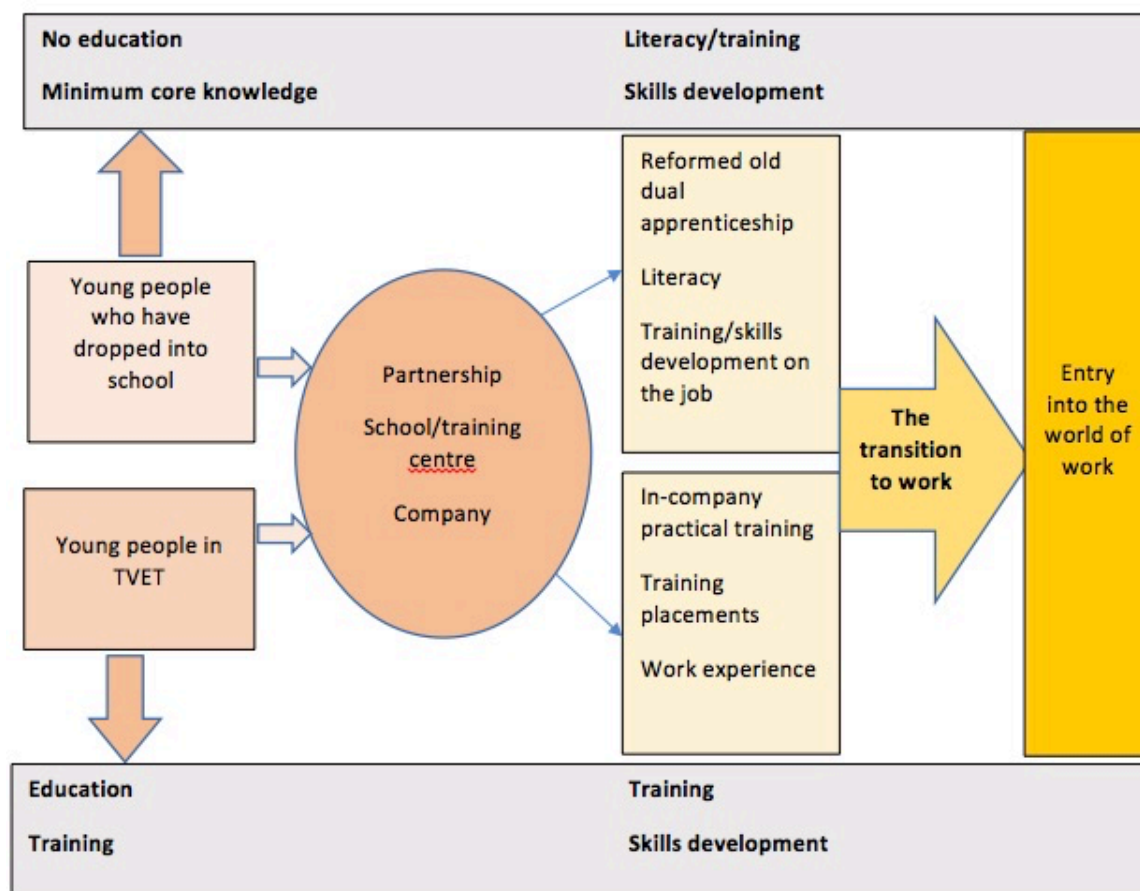 No education
Literacy/training
Minimum core knowledge
Skills development
Young people
who have
dropped into
school
Young people in
TVET
Partnership
School/training
centre
Company
Reformed old
dual
apprenticeship
Literacy
Training/skills
development on
the job
In-company
practical training
Training
placements
Work experience
The
transition
to work
Entry
into the
world of
work
Education
Training
Training
Skills development